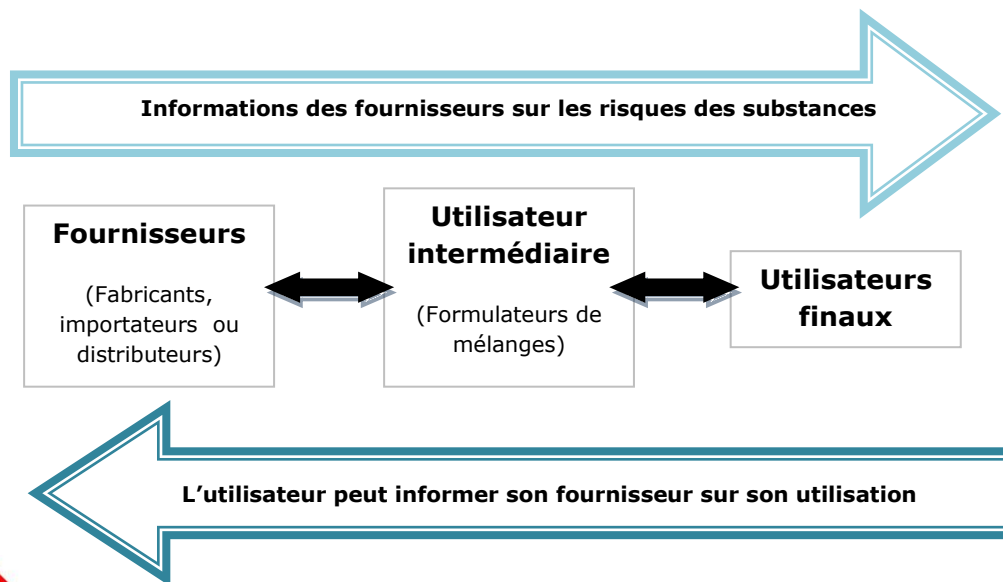 Informations des fournisseurs sur les risques des substances
Fournisseurs
(Fabricants,
importateurs ou
distributeurs)
Utilisateur
intermédiaire
(Formulateurs de
mélanges)
Utilisateurs
finaux
L’utilisateur peut informer son fournisseur sur son utilisation